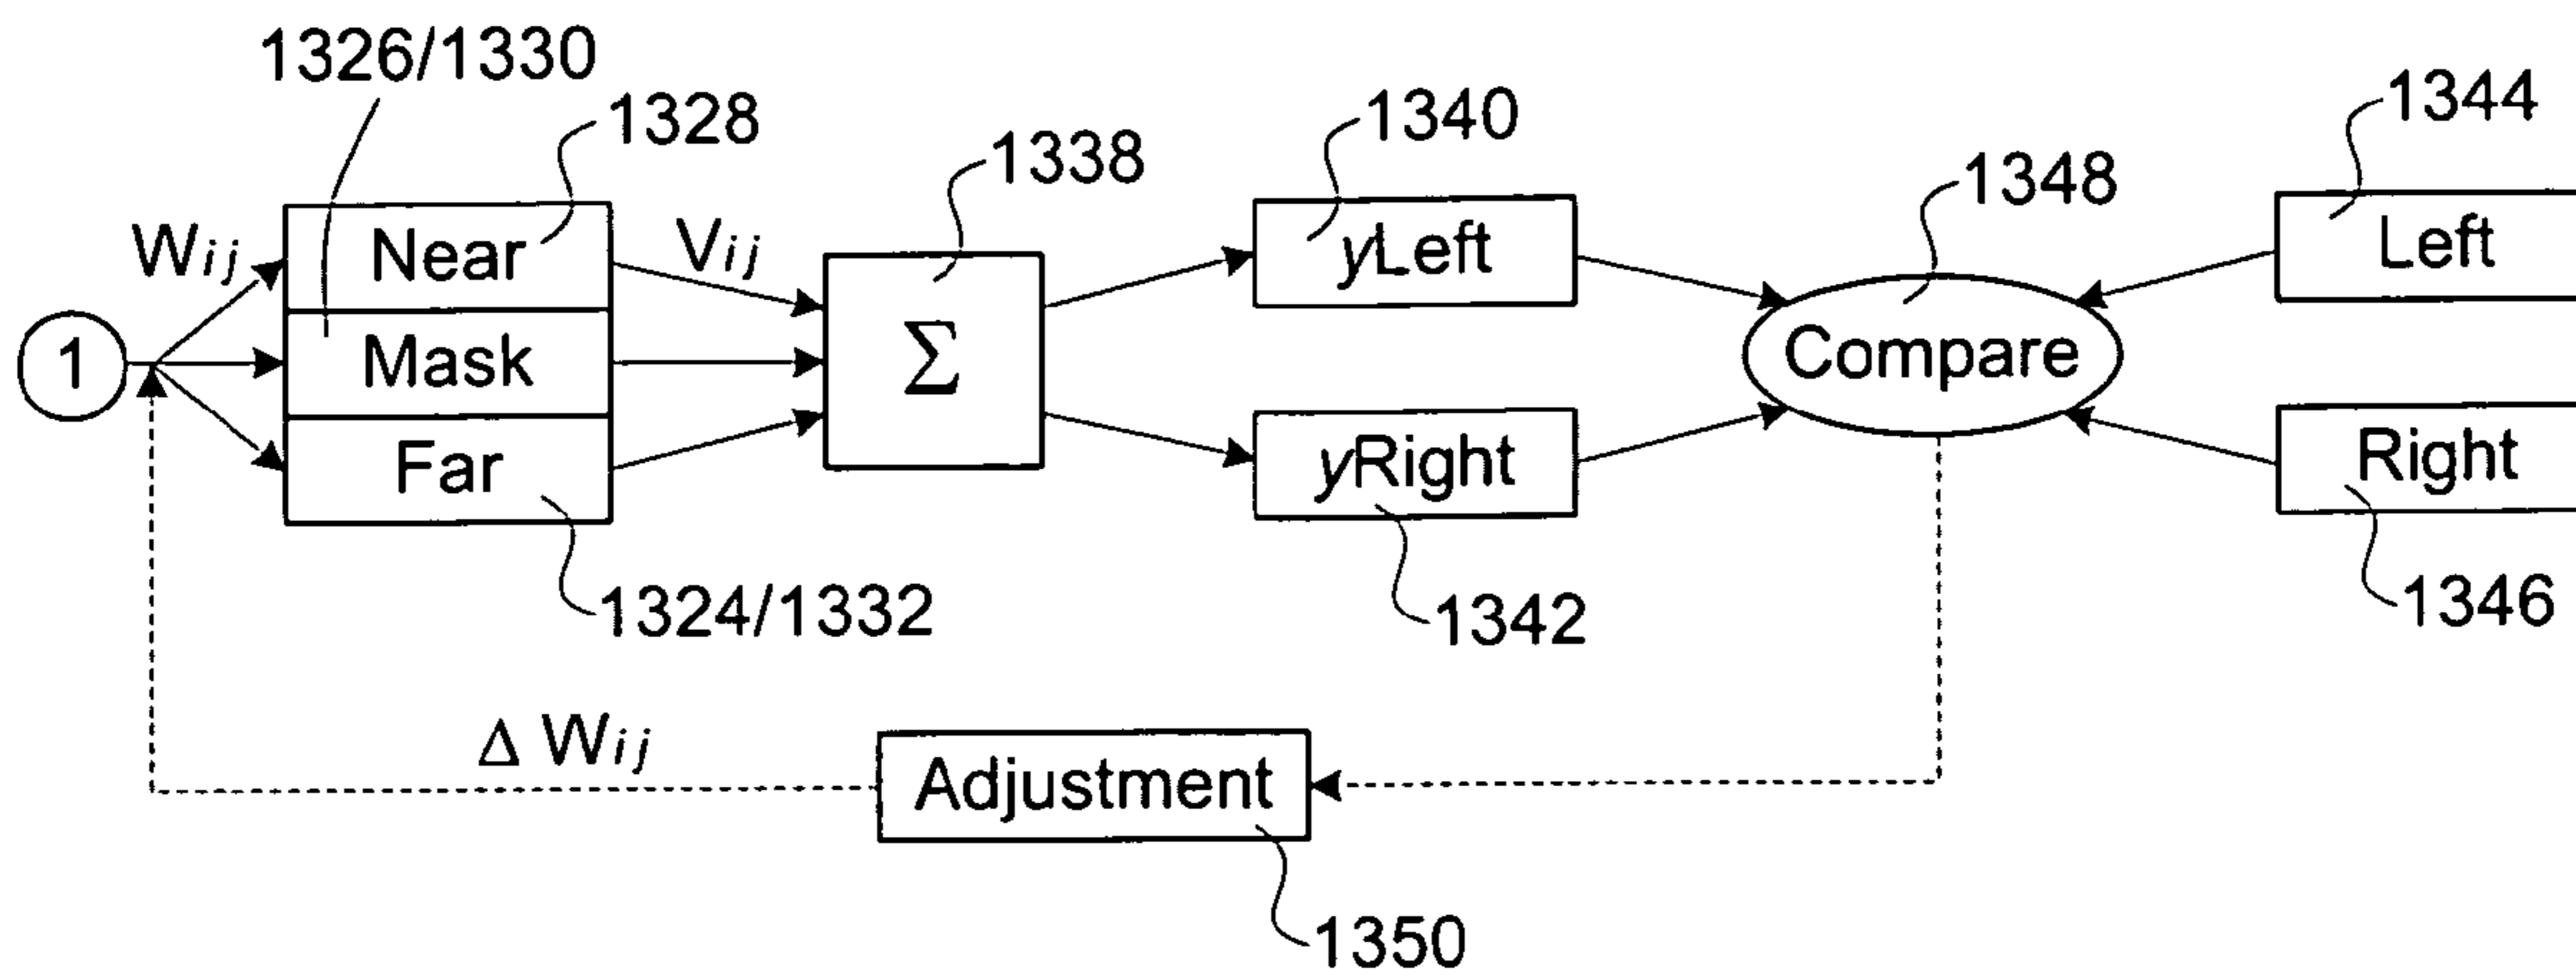 1326/1330
1328
1338
1340
1348
1344
Wij
Near
Vij
yLeft
Left
1
Mask
Σ
Compare
Far
yRight
Right
1324/1332
1342
1346
Δ Wij
Adjustment
1350